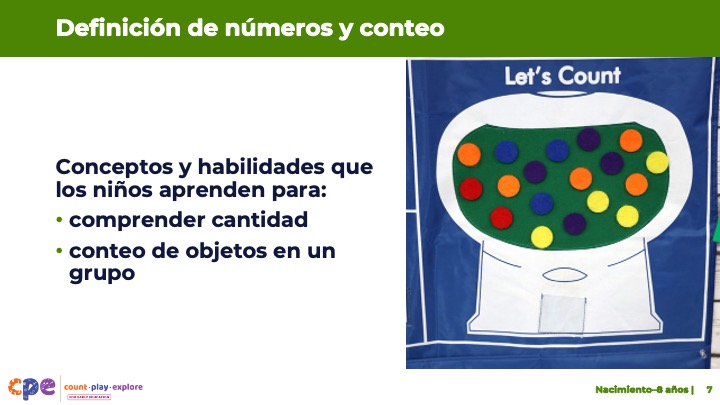 Definición de números y conteo
Let's Count
Conceptos y habilidades que
los niños aprenden para:
• comprender cantidad
• conteo de objetos en un
grupo
cpe
count·play·explore
Nacimiento–8 años | 7